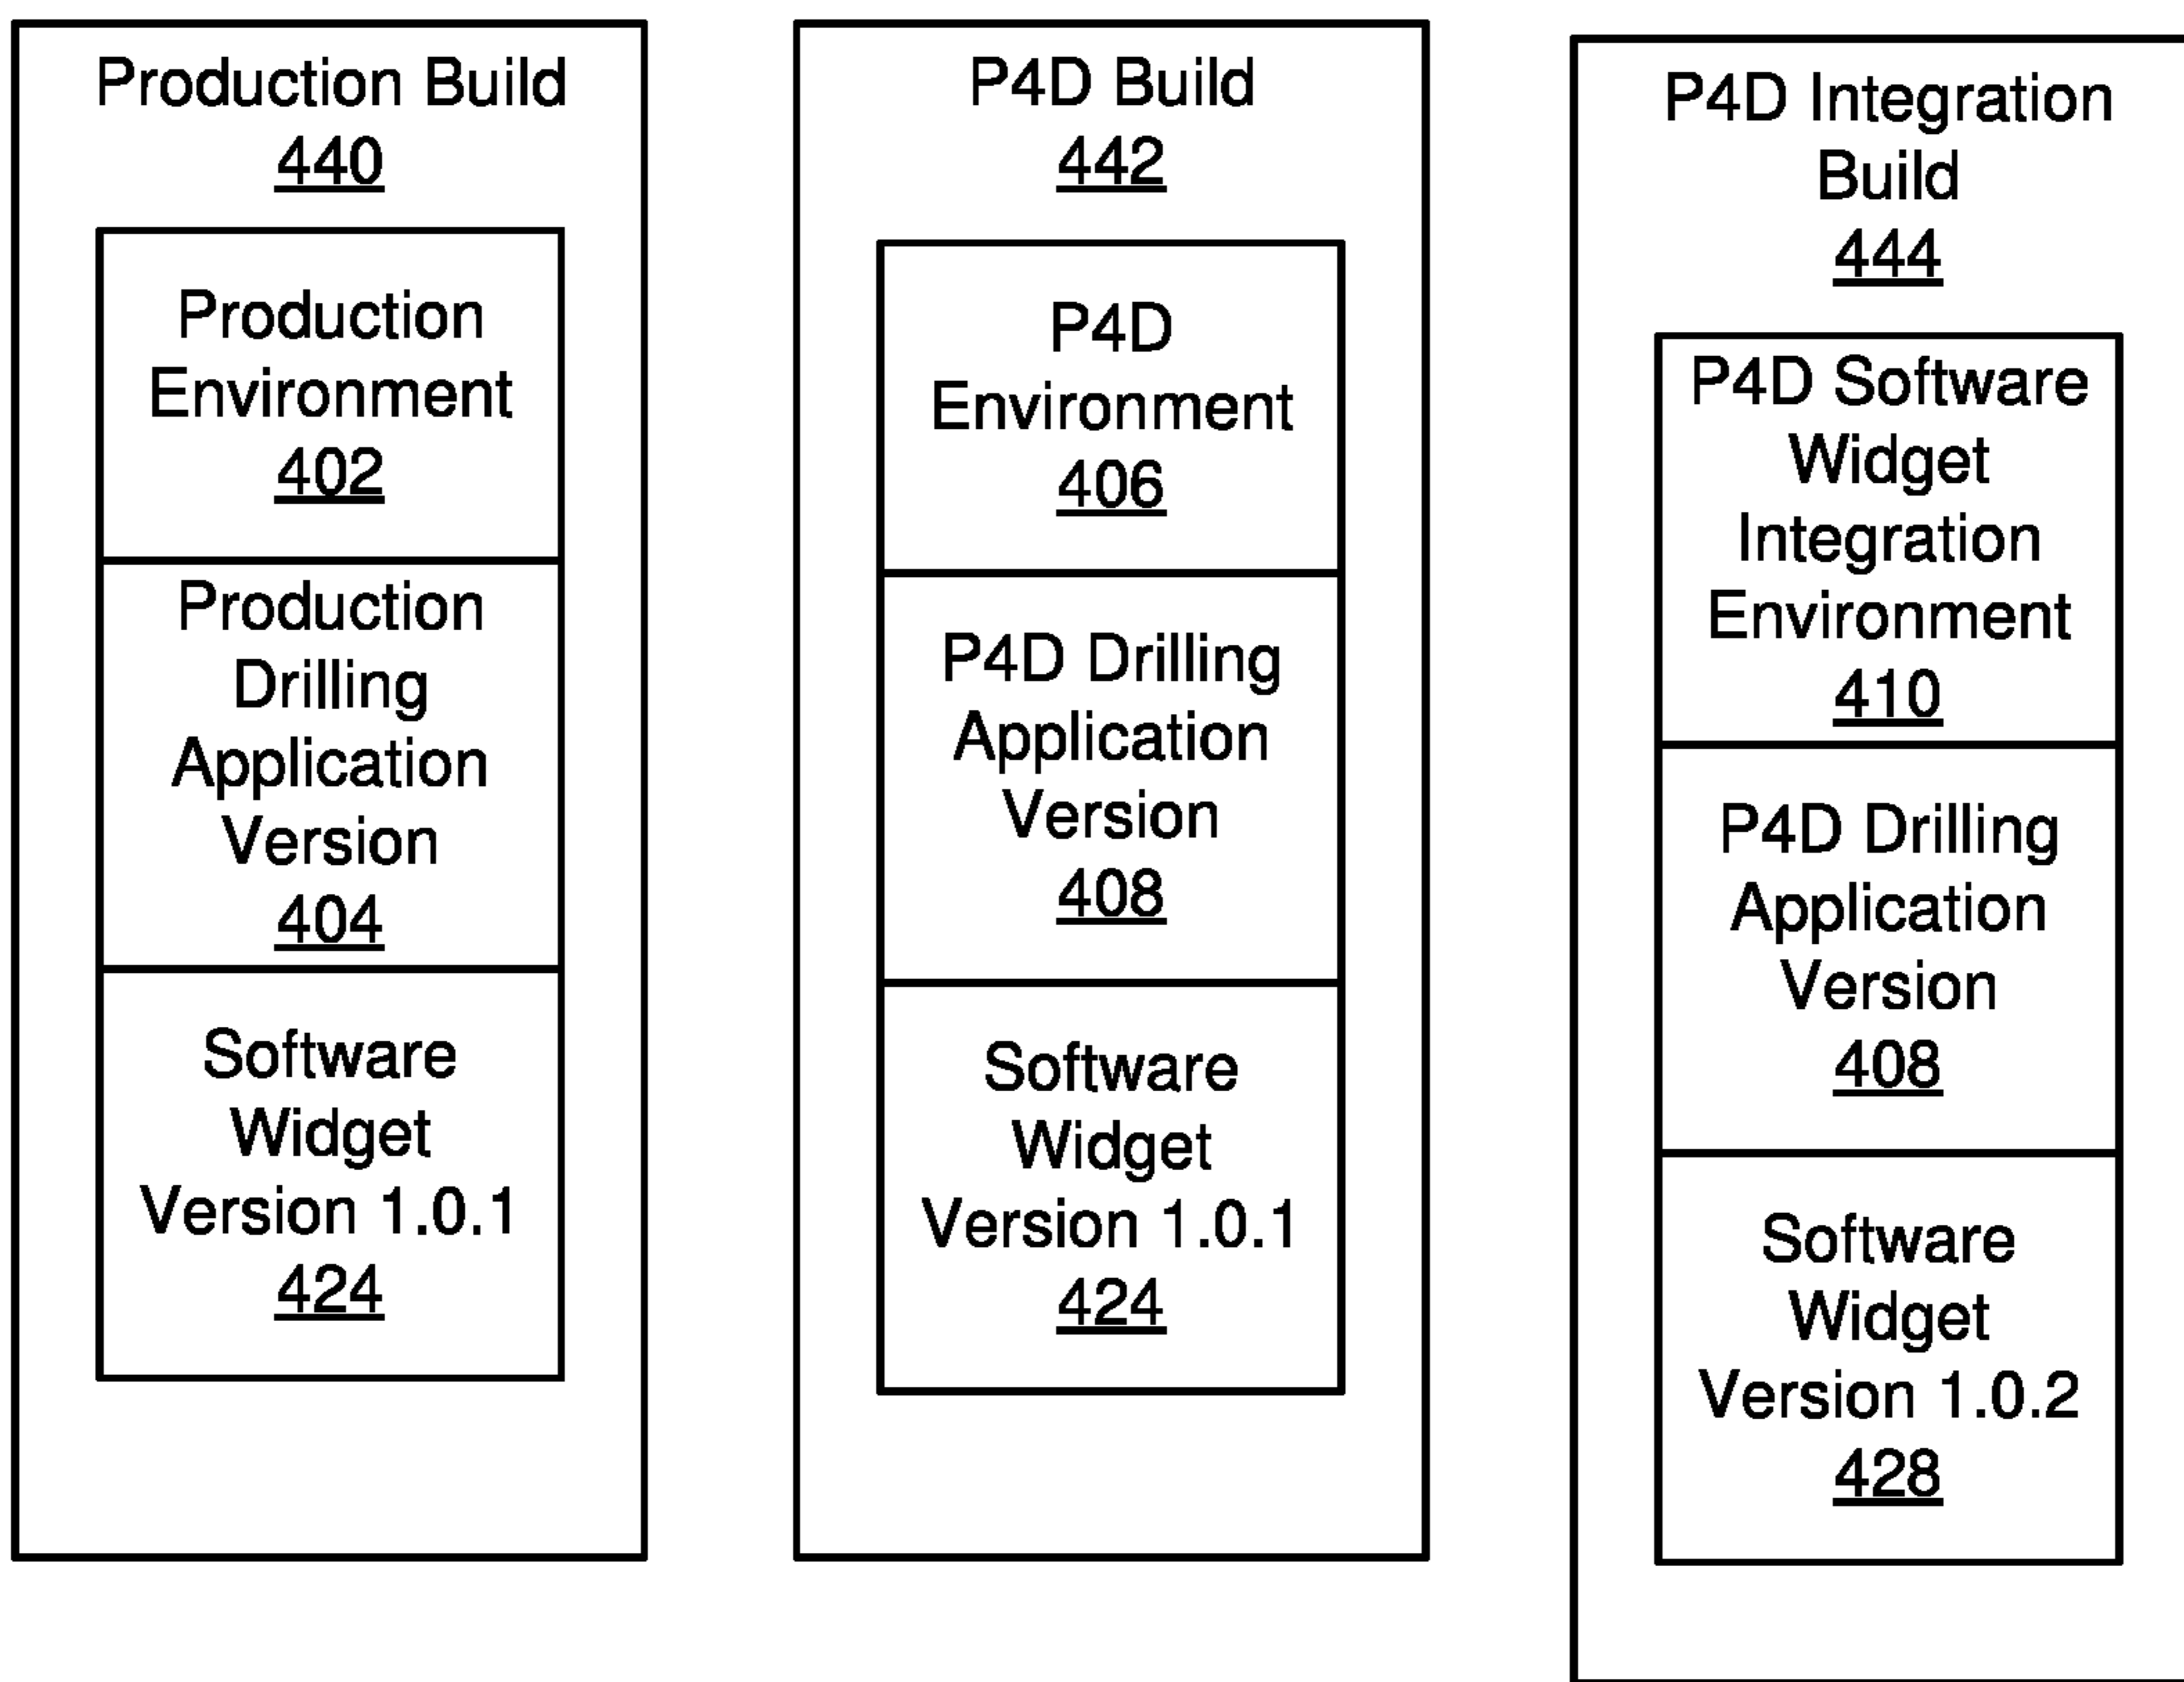 Production Build
440
Production
Environment
402
Production
Drilling
Application
Version
404
Software
Widget
Version 1.0.1
424
P4D Build
442
P4D
Environment
406
P4D Drilling
Application
Version
408
Software
Widget
Version 1.0.1
424
P4D Integration
Build
444
P4D Software
Widget
Integration
Environment
410
P4D Drilling
Application
Version
408
Software
Widget
Version 1.0.2
428